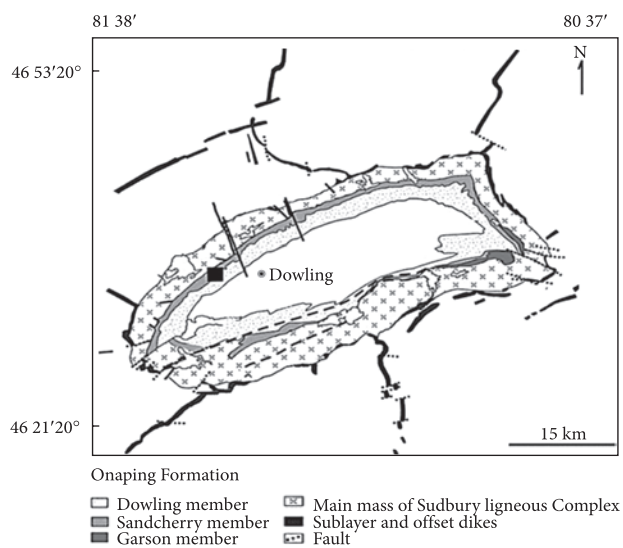 81 38′ 80 37′
46 53′20° N
Dowling
46 21′20°
15 km
Onaping Formation
Dowling member Main mass of Sudbury ligneous Complex
Sandcherry member Sublayer and offset dikes
Garson member Fault